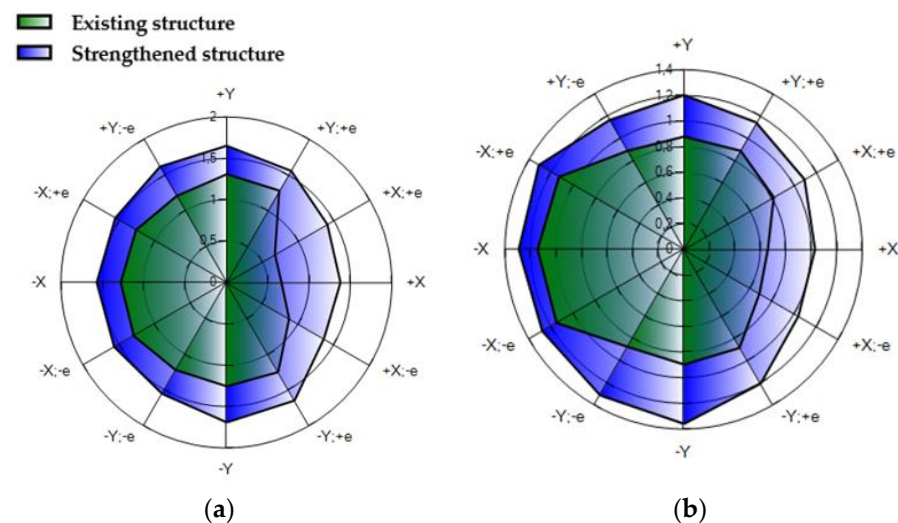 Existing structure
Strengthened structure
+Y
+Y;-e
+Y;+e
-X;+e
+X;+e
-X
+X
-X;-e
+X;-e
-Y;-e
-Y;+e
-Y
2
1,5
1
0,5
0
(a)
+Y
+Y;-e
+Y;+e
-X;+e
+X;+e
-X
+X
-X;-e
+X;-e
-Y;-e
-Y;+e
-Y
1,4
1,2
1
0,8
0,6
0,4
0,2
0
(b)